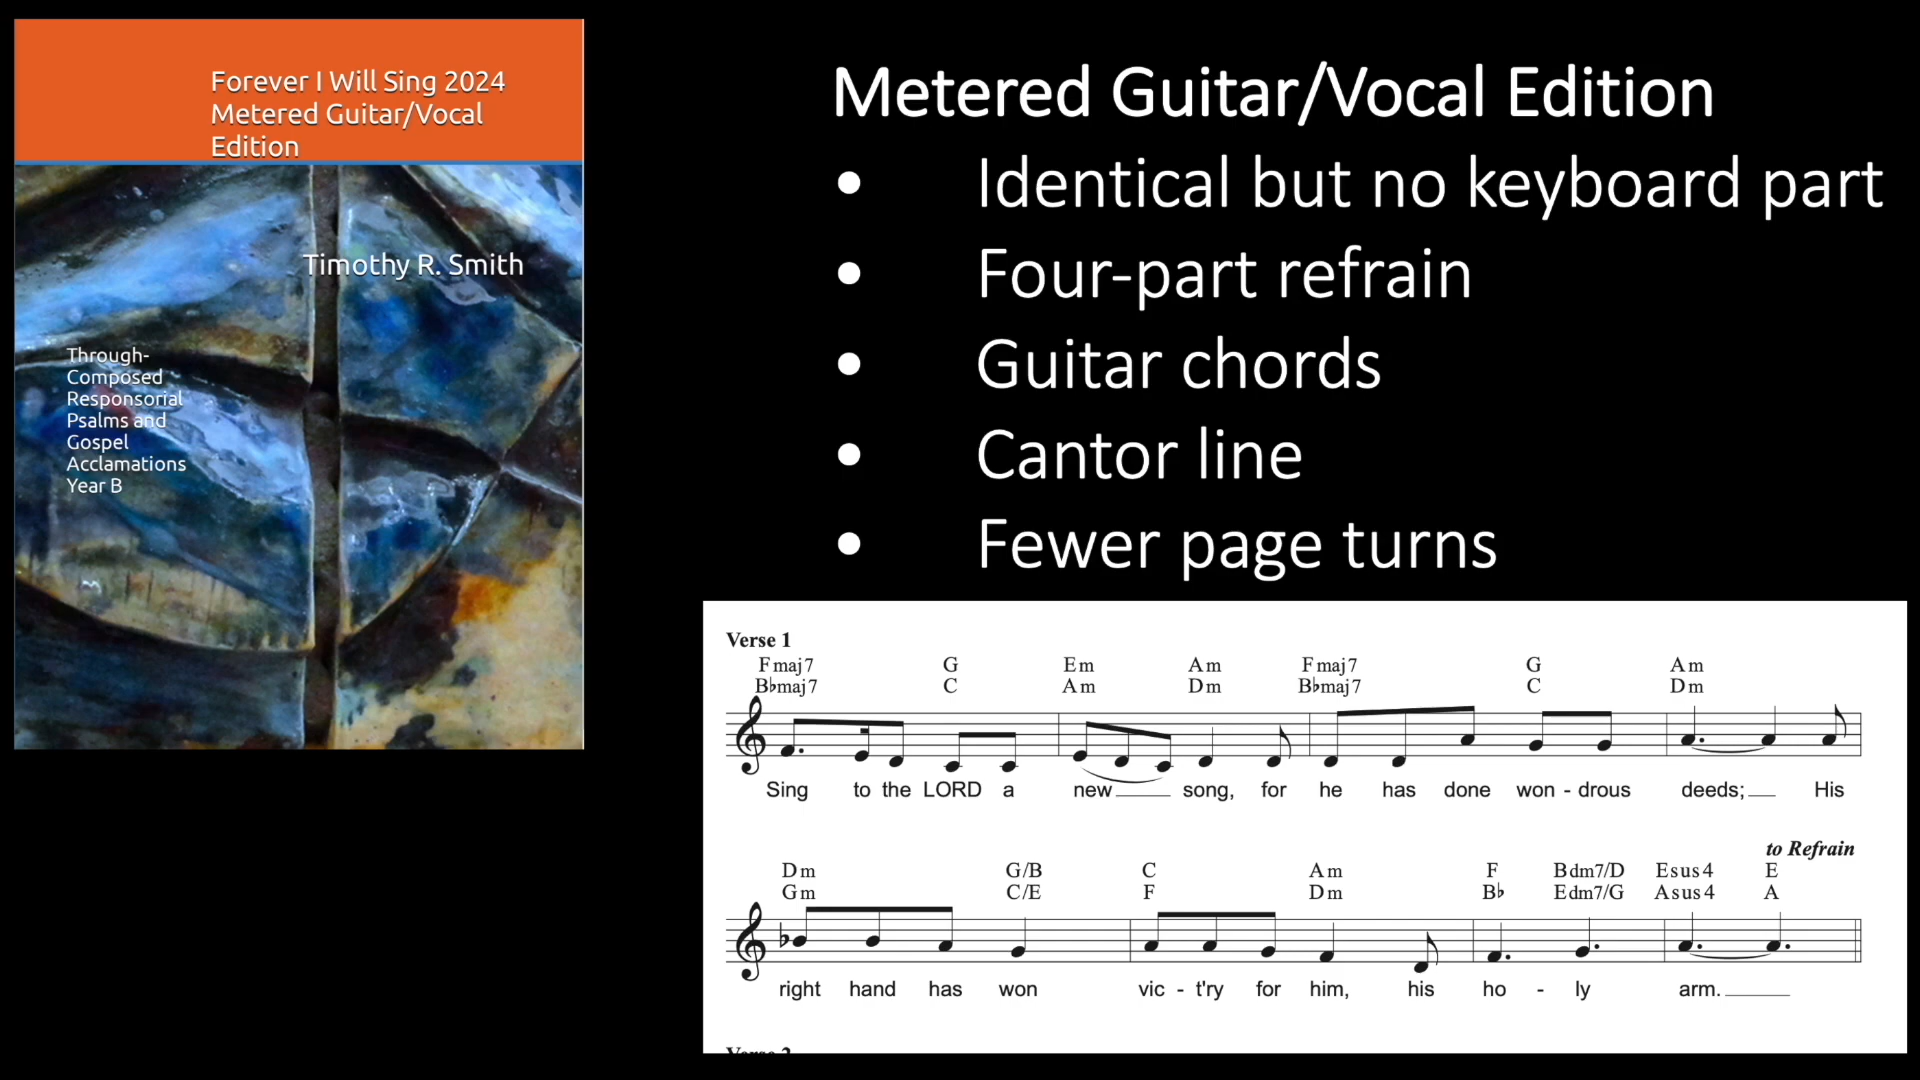 Forever I Will Sing 2024
Metered Guitar/Vocal
Edition
Timothy R. Smith
Through-
Composed
Responsorial
Psalms and
Gospel
Acclamations
Year B
Metered Guitar/Vocal Edition
• Identical but no keyboard part
• Four-part refrain
• Guitar chords
• Cantor line
• Fewer page turns
Verse 1
Fmaj7 G Em Am Fmaj7 G Am
B♭maj7 C Am Dm B♭maj7 C Dm
Sing to the LORD a new song, for he has done won - drous deeds; His
to Refrain
Dm G/B C Am F Bdm7/D Esus4 E
Gm C/E F Dm B♭ Edm7/G Asus4 A
right hand has won vic - t'ry for him, his ho - ly arm.
Verse 2